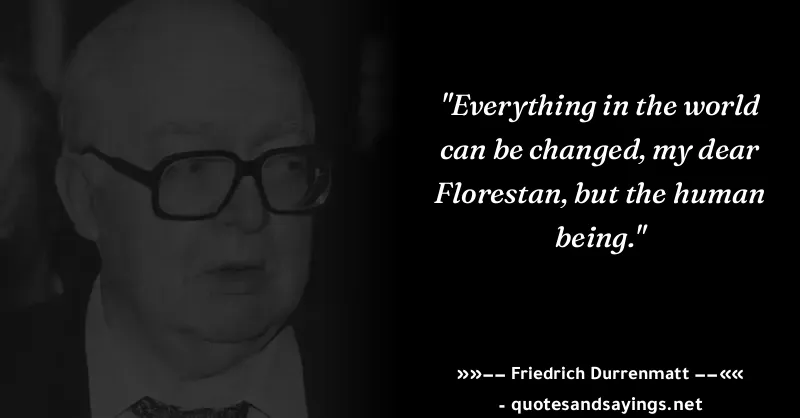 "Everything in the world
can be changed, my dear
Florestan, but the human
being."
»»−− Friedrich Durrenmatt −−««
- quotesandsayings.net